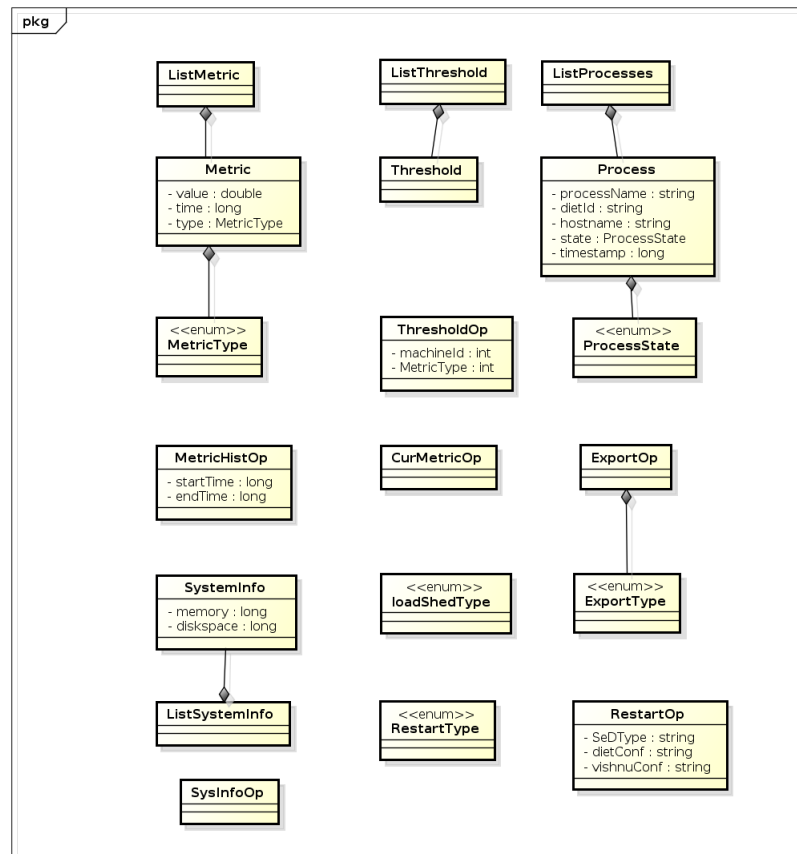 pkg
ListMetric
ListThreshold
ListProcesses
Metric
- value : double
- time : long
- type : MetricType
Threshold
Process
- processName : string
- dietId : string
- hostname : string
- state : ProcessState
- timestamp : long
<<enum>>
MetricType
ThresholdOp
- machineId : int
- MetricType : int
<<enum>>
ProcessState
MetricHistOp
- startTime : long
- endTime : long
CurMetricOp
ExportOp
SystemInfo
- memory : long
- diskspace : long
<<enum>>
loadShedType
<<enum>>
ExportType
ListSystemInfo
<<enum>>
RestartType
RestartOp
- SeDType : string
- dietConf : string
- vishnuConf : string
SysInfoOp